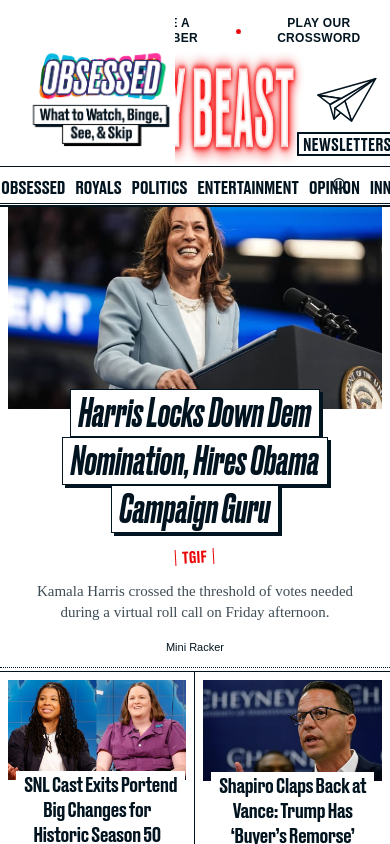 E A
BER
PLAY OUR
CROSSWORD
OBSESSED
What to Watch, Binge,
See, & Skip
Y BEAST
NEWSLETTERS
OBSESSED ROYALS POLITICS ENTERTAINMENT OPINION INN
ENT
Harris Locks Down Dem
Nomination, Hires Obama
Campaign Guru
TGIF
Kamala Harris crossed the threshold of votes needed
during a virtual roll call on Friday afternoon.
Mini Racker
CHEYNEY
SNL Cast Exits Portend
Big Changes for
Historic Season 50
Shapiro Claps Back at
Vance: Trump Has
‘Buyer’s Remorse’